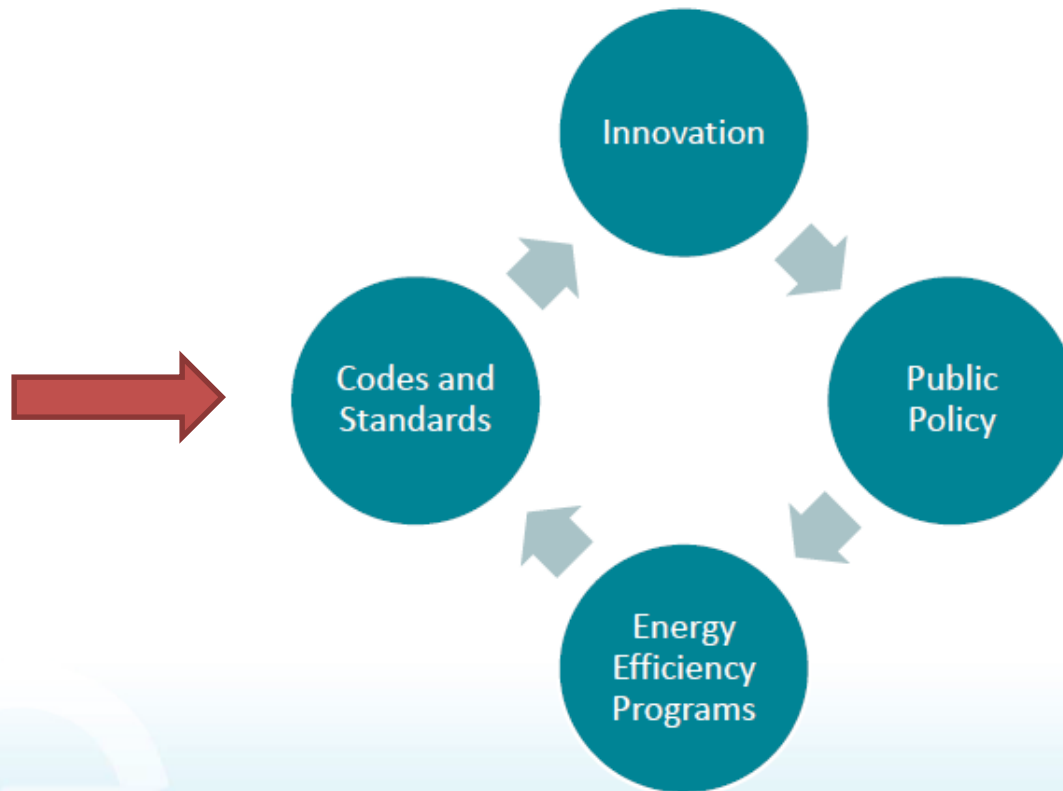 Innovation
Codes and
Standards
Public
Policy
Energy
Efficiency
Programs